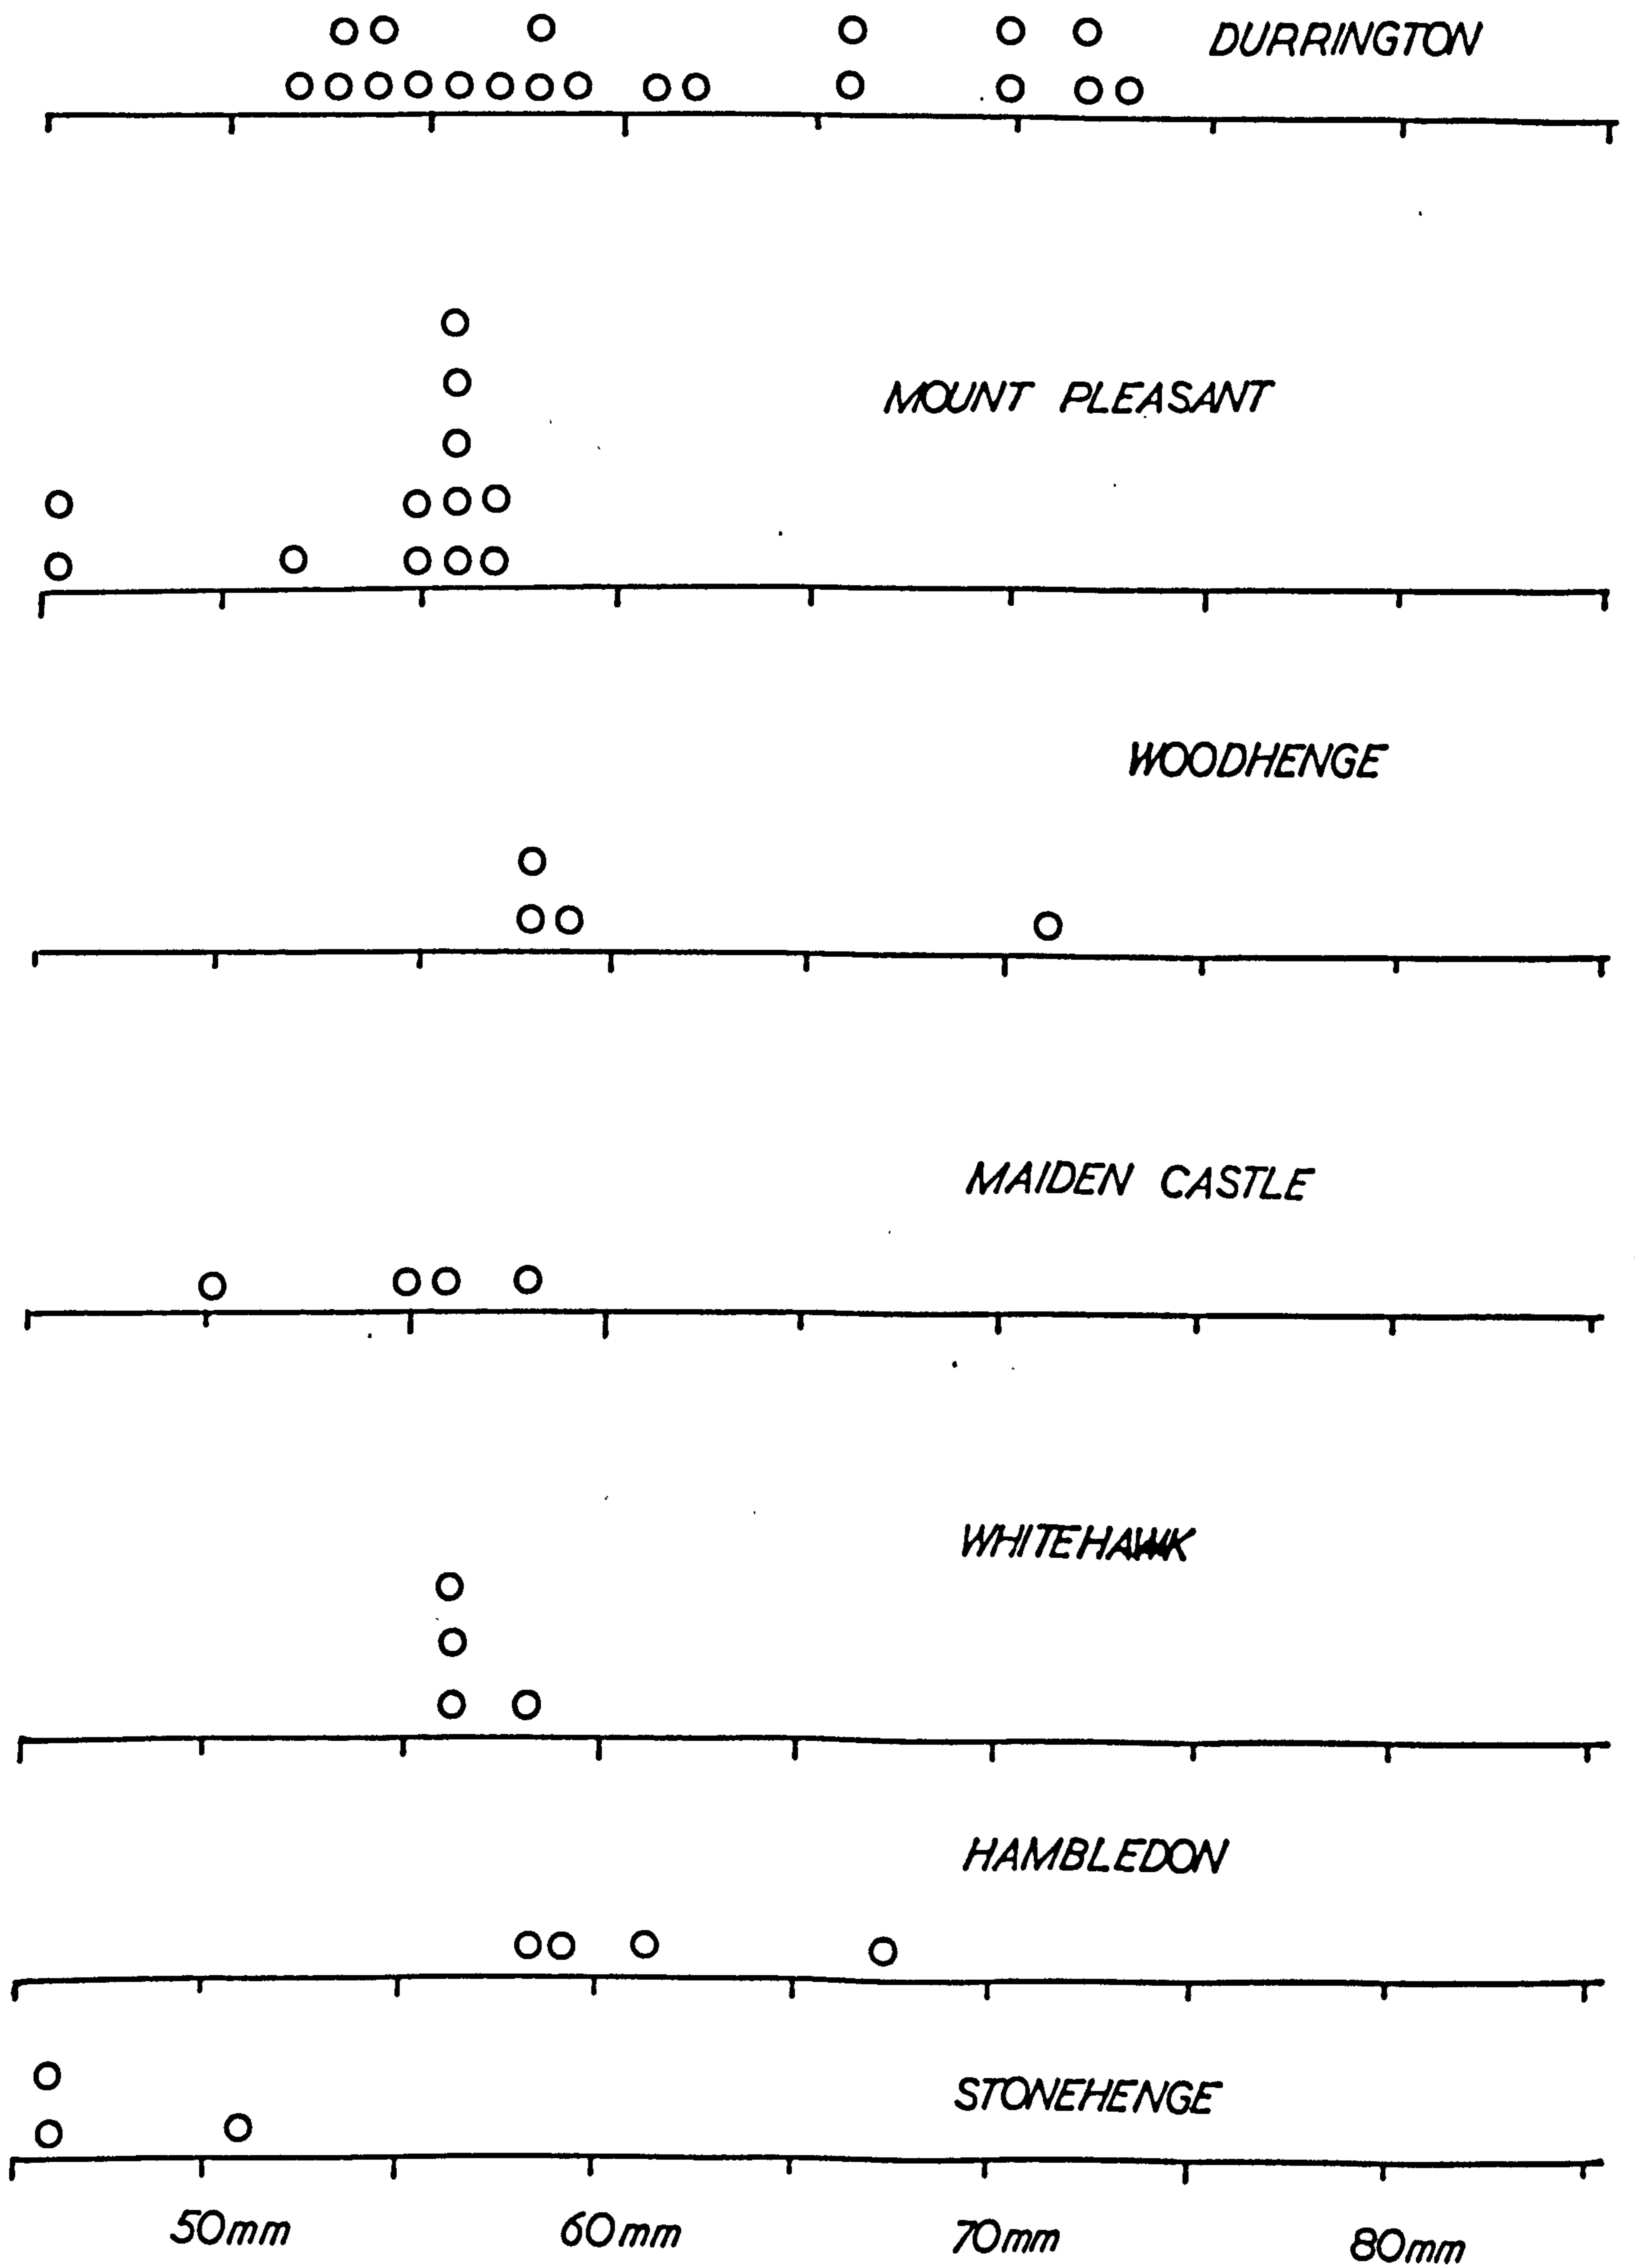 DURRINGTON
MOUNT PLEASANT
WOODHENGE
MAIDEN CASTLE
WHITEHAWK
HAMBLEDON
STONEHENGE
50mm 60mm 70mm 80mm